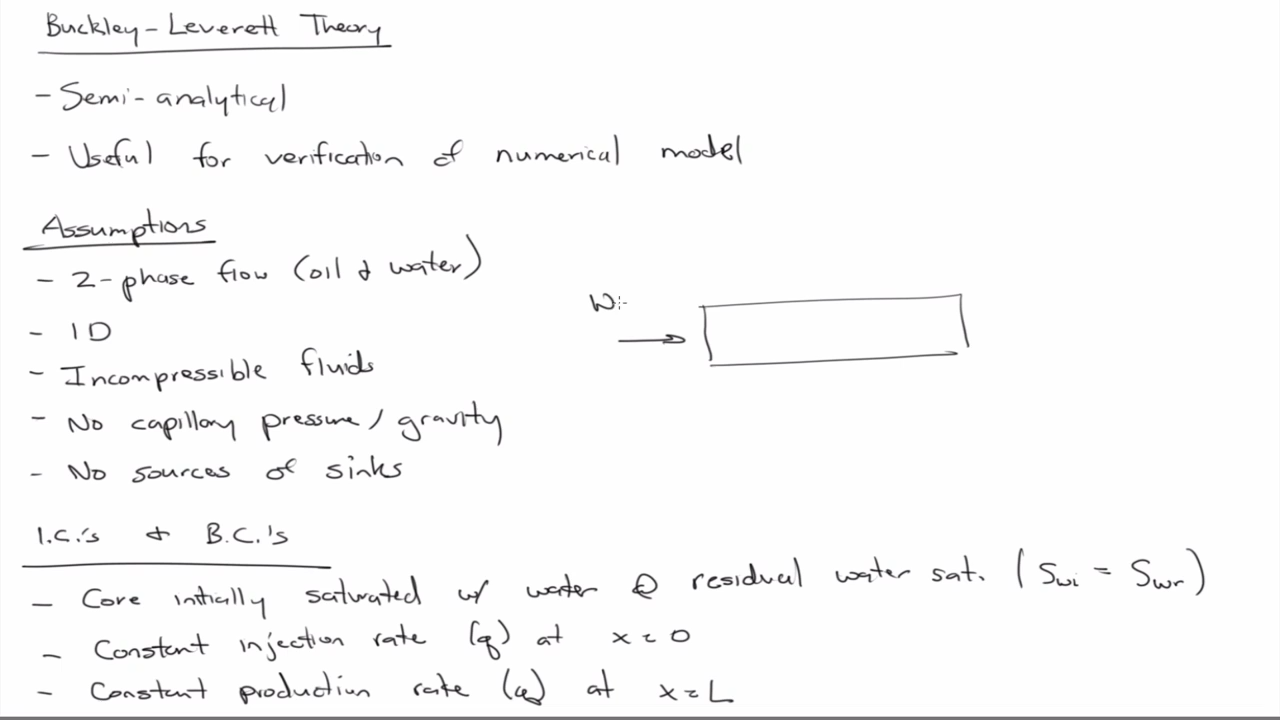 Buckley-Leverett Theory
- Semi-analytical
- Useful for verification of numerical model
Assumptions
- 2-phase flow (oil & water)
- 1D
- Incompressible fluids
- No capillary pressure / gravity
- No sources of sinks
W
I.C.'s & B.C.'s
- Core initially saturated w/ water @ residual water sat. (Swi = Swr)
- Constant injection rate (q) at x=0
- Constant production rate (q) at x=L